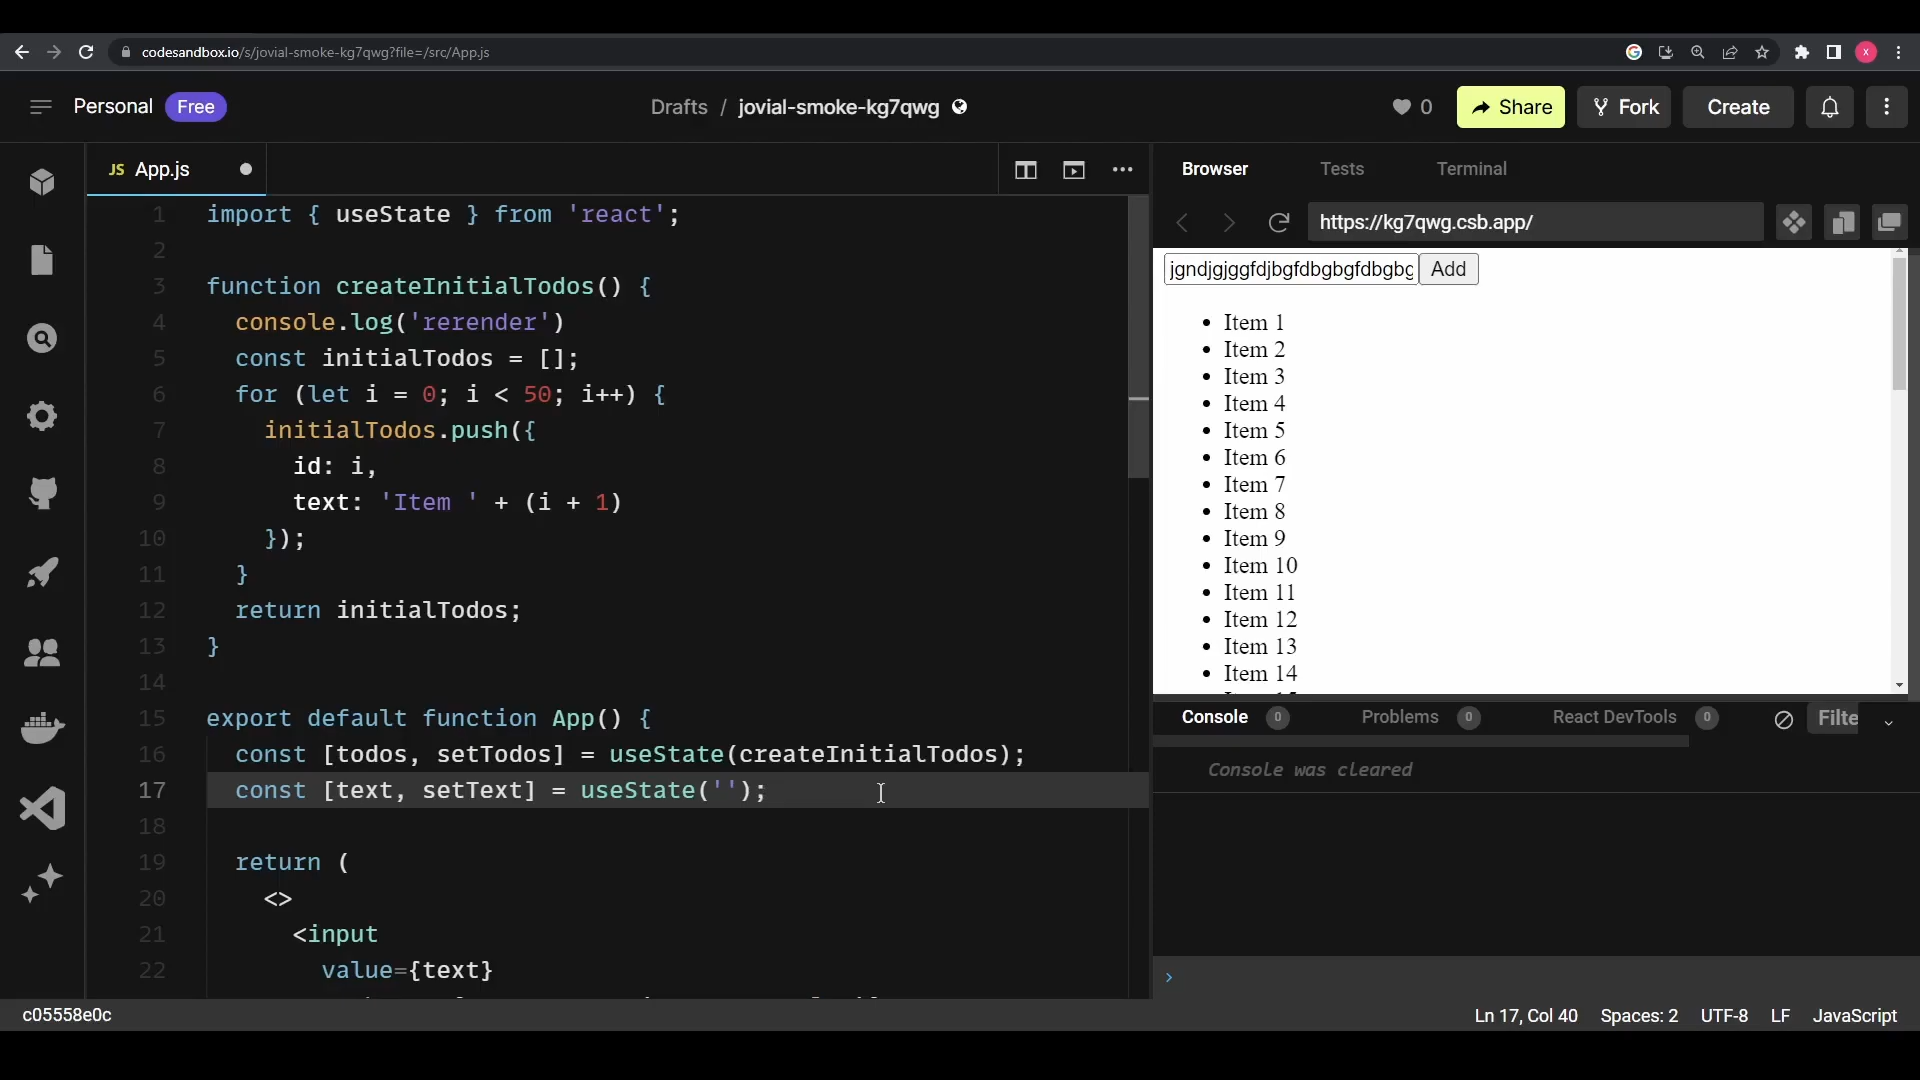 codesandbox.io/s/jovial-smoke-kg7qwg?file=/src/App.js
X
Personal Free
Drafts / jovial-smoke-kg7qwg
0
Share
Fork
Create
JS App.js
1 import { useState } from 'react';
2
3 function createInitialTodos() {
4 console.log('rerender')
5 const initialTodos = [];
6 for (let i = 0; i < 50; i++) {
7 initialTodos.push({
8 id: i,
9 text: 'Item ' + (i + 1)
10 });
11 }
12 return initialTodos;
13 }
14
15 export default function App() {
16 const [todos, setTodos] = useState(createInitialTodos);
17 const [text, setText] = useState('');
18
19 return (
20 <>
21 <input
22 value={text}
Browser Tests Terminal
https://kg7qwg.csb.app/
Add
Item 1
Item 2
Item 3
Item 4
Item 5
Item 6
Item 7
Item 8
Item 9
Item 10
Item 11
Item 12
Item 13
Item 14
Console 0 Problems 0 React DevTools 0 Filte
Console was cleared
›
c05558e0c
Ln 17, Col 40 Spaces: 2 UTF-8 LF JavaScript